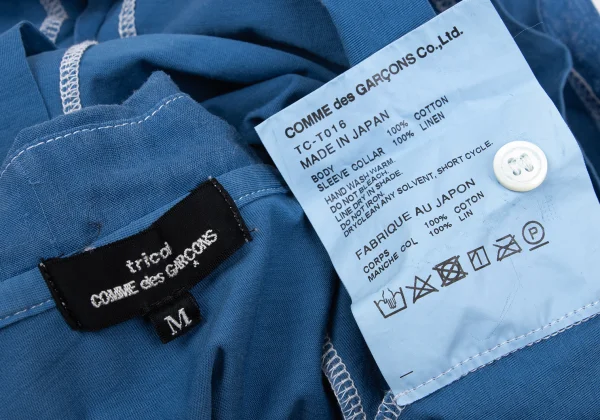 trical
COMME des GARÇONS
M
COMME des GARÇONS Co.,Ltd.
TC-T016
MADE IN JAPAN
BODY 100% COTTON
SLEEVE COLLAR 100% LINEN
HAND WASH WARM.
DO NOT BLEACH.
LINE DRY IN SHADE.
DO NOT IRON.
DRYCLEAN ANY SOLVENT, SHORT CYCLE.
FABRIQUE AU JAPON
CORPS 100% COTON
MANCHE COL 100% LIN